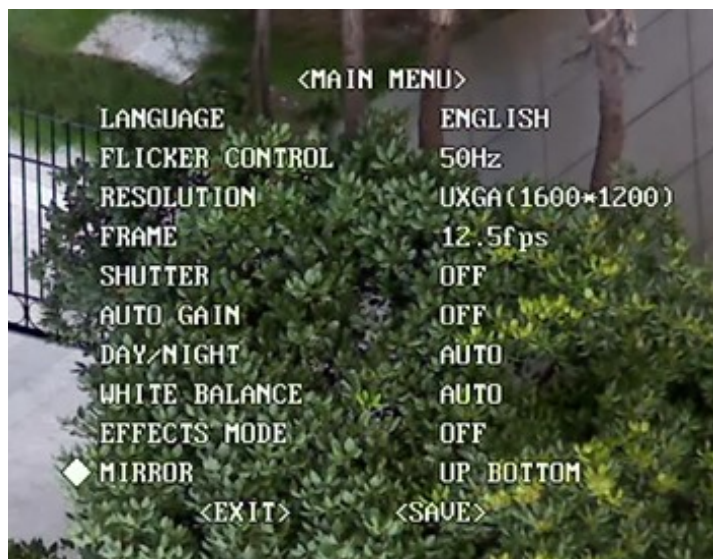 <MAIN MENU>
LANGUAGE ENGLISH
FLICKER CONTROL 50Hz
RESOLUTION UXGA(1600*1200)
FRAME 12.5fps
SHUTTER OFF
AUTO GAIN OFF
DAY/NIGHT AUTO
WHITE BALANCE AUTO
EFFECTS MODE OFF
MIRROR UP BOTTOM
<EXIT> <SAVE>